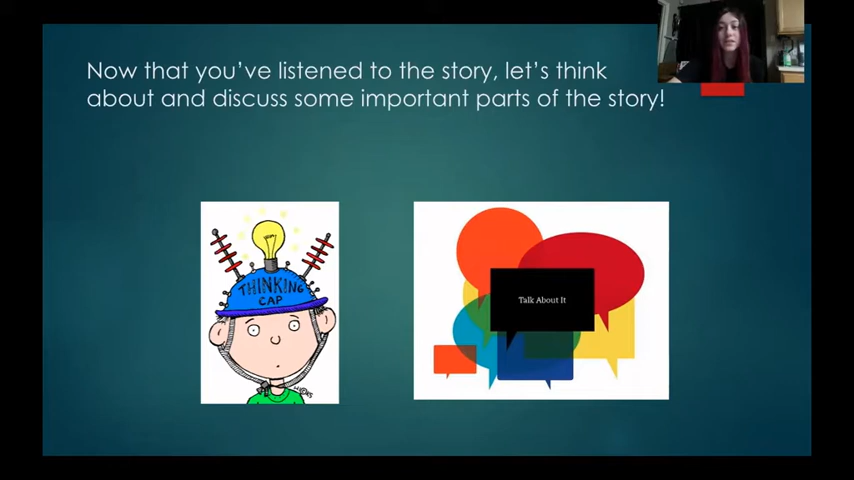 Now that you've listened to the story, let's think
about and discuss some important parts of the story!
THINKING
CAP
Talk About It